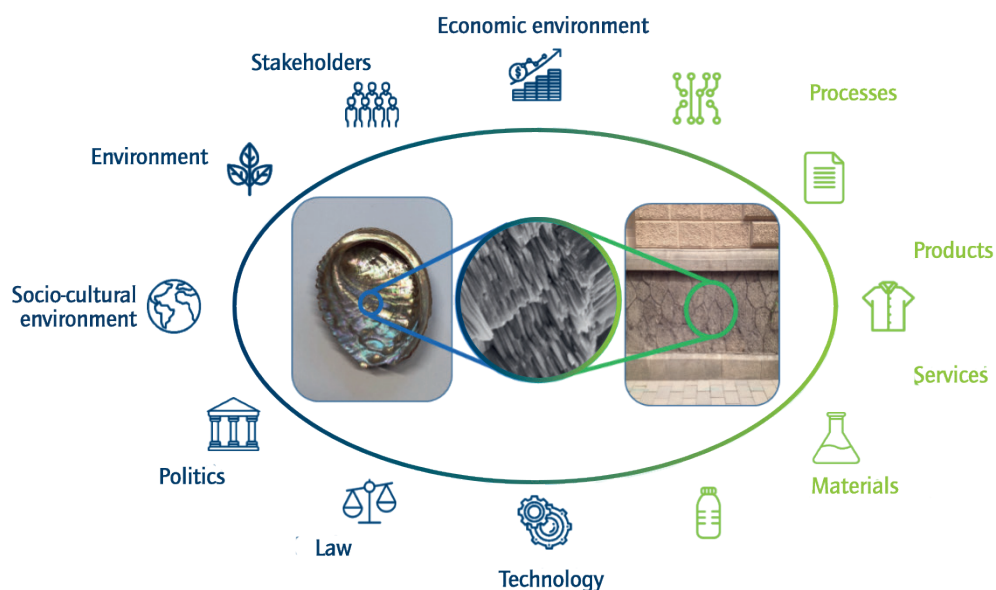 Economic environment
Stakeholders
Processes
Environment
Products
Socio-cultural
environment
Services
Politics
Materials
Law
Technology